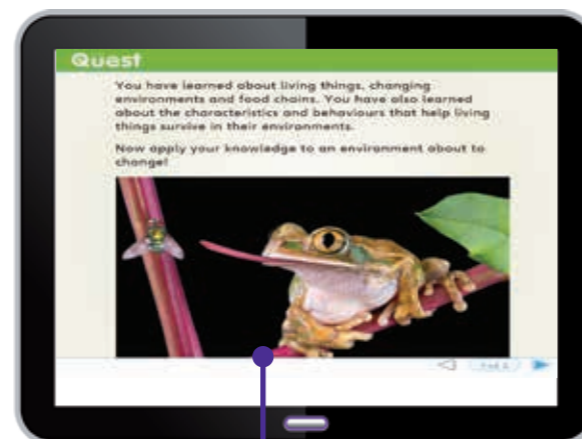 Quest
You have learned about living things, changing
environments and food chains. You have also learned
about the characteristics and behaviours that help living
things survive in their environments.
Now apply your knowledge to an environment about to
change!